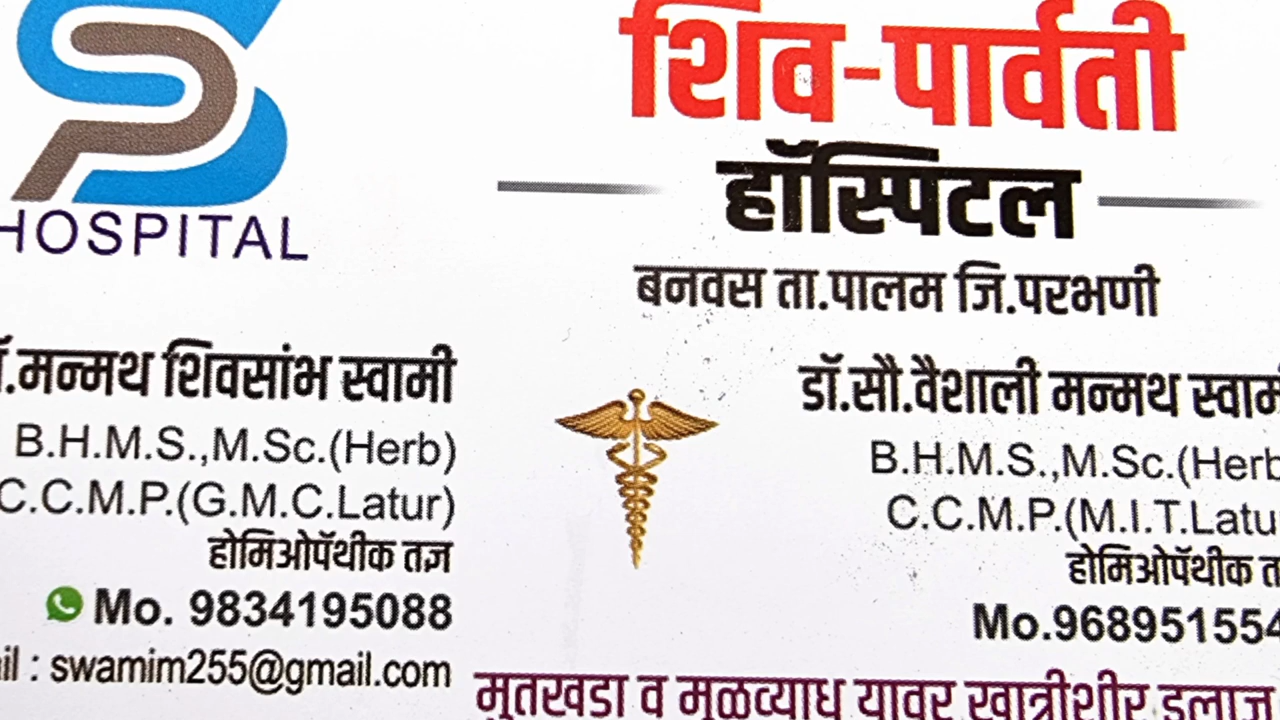 HOSPITAL
शिव-पार्वती
हॉस्पिटल
बनवस ता.पालम जि.परभणी
मन्मथ शिवसांभ स्वामी
B.H.M.S.,M.Sc.(Herb)
C.C.M.P.(G.M.C.Latur)
होमिओपॅथीक तज्ञ
Mo. 9834195088
swamim255@gmail.com
डॉ.सौ.वैशाली मन्मथ
B.H.M.S.,M.Sc.
C.C.M.P.
होमिओपॅथीक
मुतखडा व मूळव्याध यावर खात्रीशीर इलाज